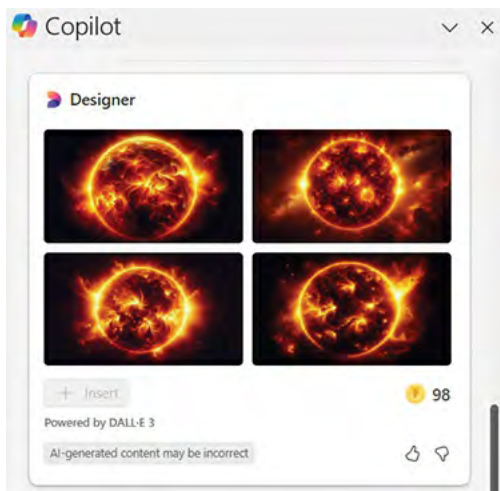 Copilot
Designer
+ Insert
98
Powered by DALL·E 3
AI-generated content may be incorrect